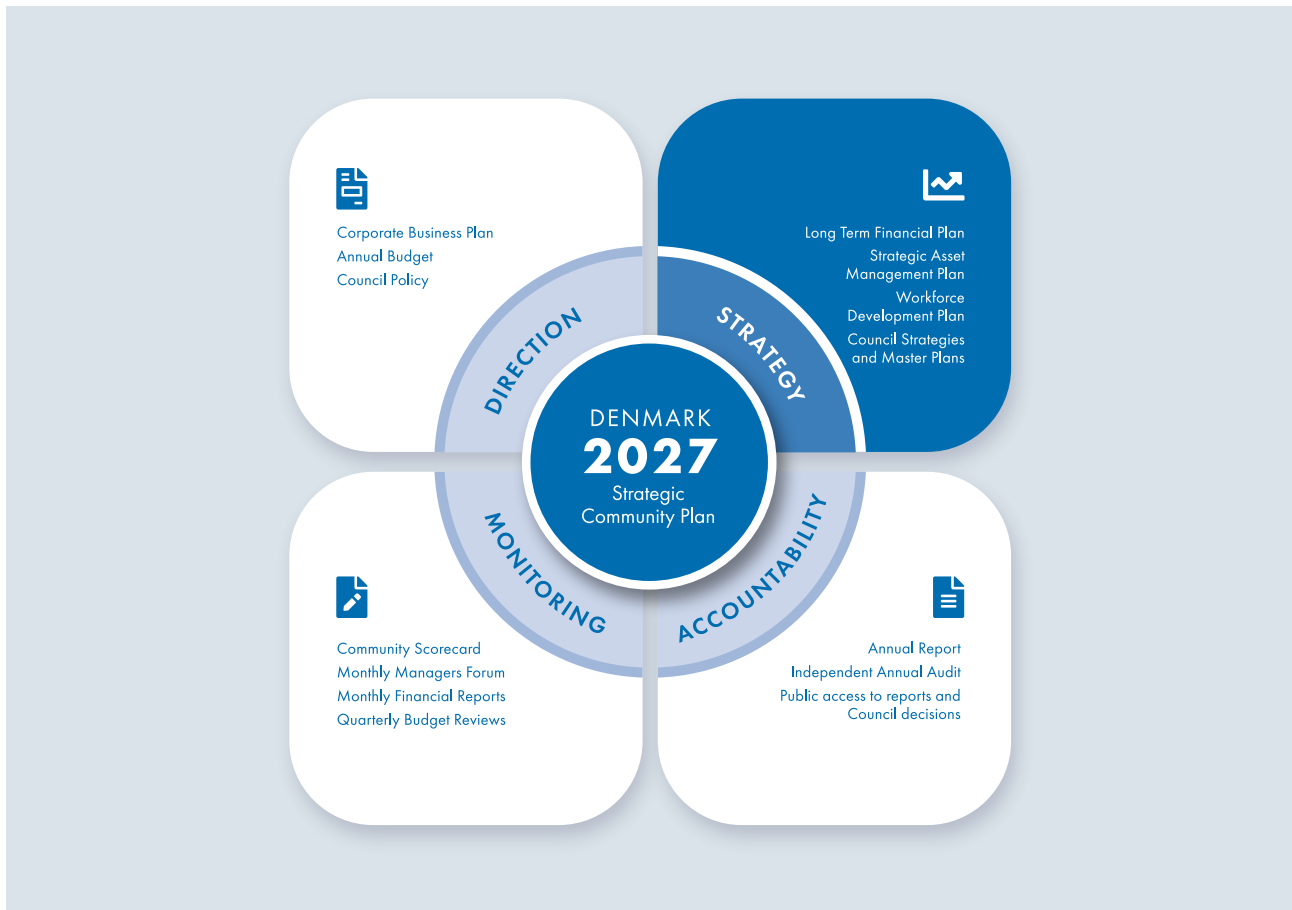 Corporate Business Plan
Annual Budget
Council Policy
Long Term Financial Plan
Strategic Asset
Management Plan
Workforce
Development Plan
Council Strategies
and Master Plans
DIRECTION
STRATEGY
DENMARK
2027
Strategic
Community Plan
MONITORING
ACCOUNTABILITY
Community Scorecard
Monthly Managers Forum
Monthly Financial Reports
Quarterly Budget Reviews
Annual Report
Independent Annual Audit
Public access to reports and
Council decisions